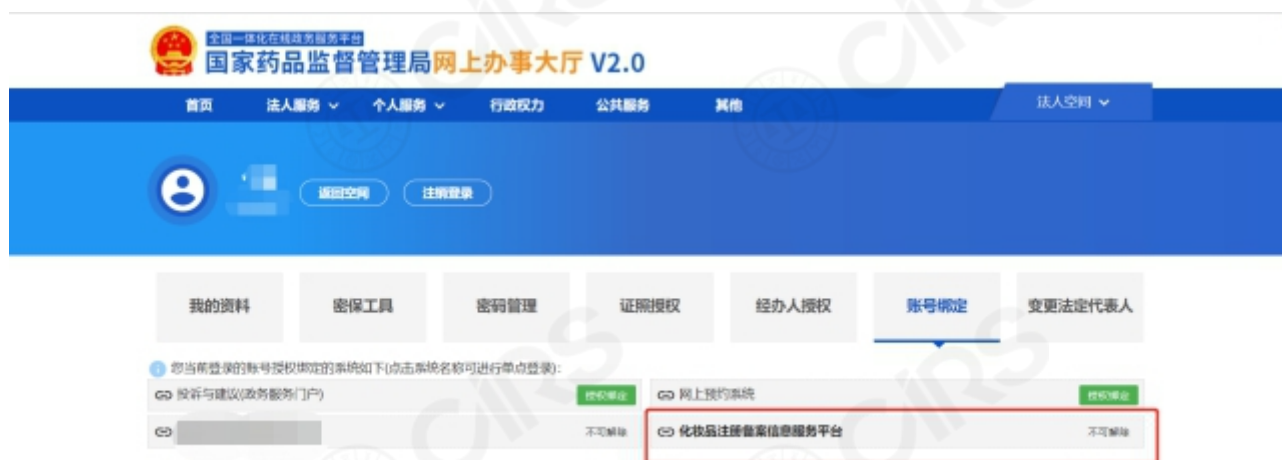 全国一体化在线政务服务平台
国家药品监督管理局网上办事大厅 V2.0
首页 法人服务 个人服务 行政权力 公共服务 其他 法人空间
返回空间 注销登录
我的资料 密保工具 密码管理 证照授权 经办人授权 账号绑定 变更法定代表人
您当前登录的账号授权绑定的系统如下(点击系统名称可进行单点登录):
投诉与建议(政务服务门户) 授权绑定 网上预约系统 授权绑定
不可解除 化妆品注册备案信息服务平台 不可解除
CIRS